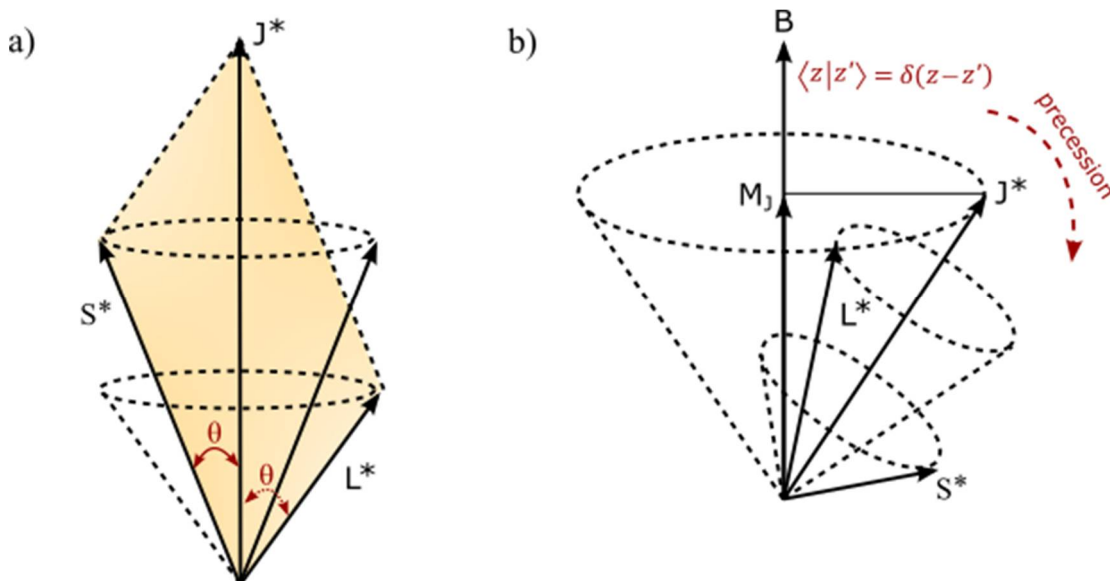 a)
J*
S*
θ
θ
L*
b)
B
⟨z|z′⟩ = δ(z−z′)
precession
M_J
J*
L*
S*